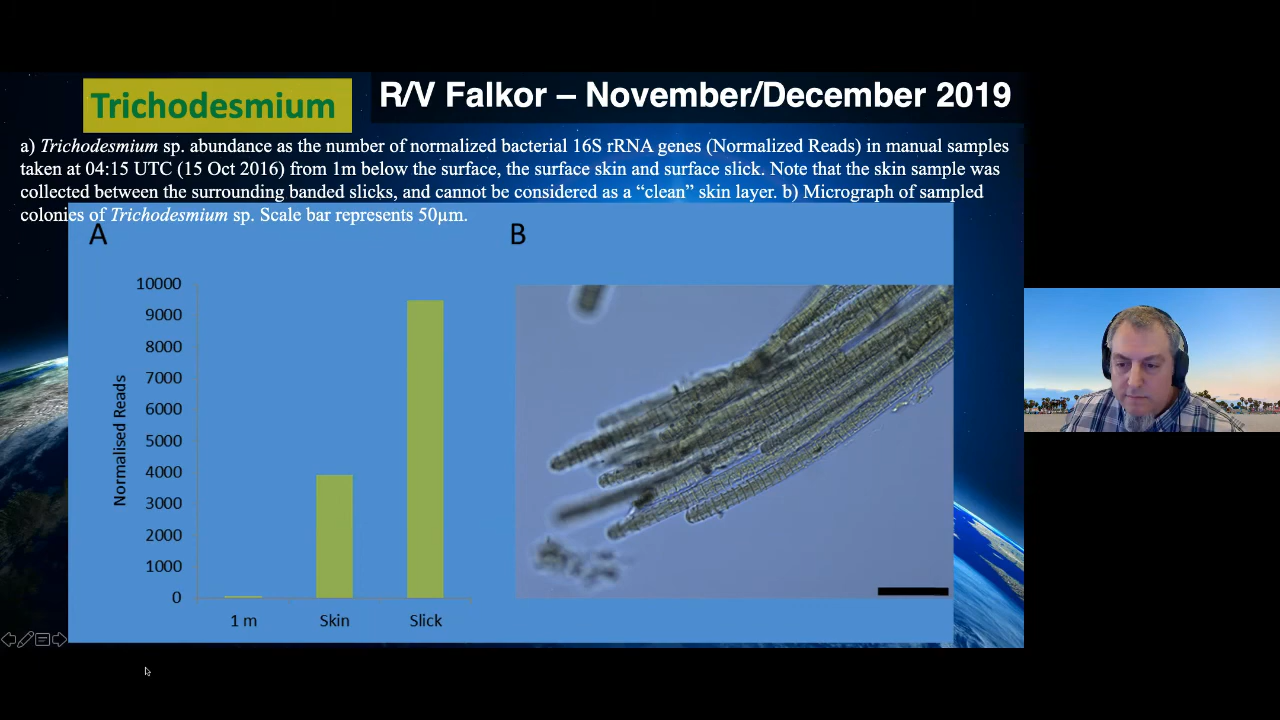 Trichodesmium
R/V Falkor – November/December 2019
a) Trichodesmium sp. abundance as the number of normalized bacterial 16S rRNA genes (Normalized Reads) in manual samples
taken at 04:15 UTC (15 Oct 2016) from 1m below the surface, the surface skin and surface slick. Note that the skin sample was
collected between the surrounding banded slicks, and cannot be considered as a “clean” skin layer. b) Micrograph of sampled
colonies of Trichodesmium sp. Scale bar represents 50µm.
A
B
Normalised Reads
10000
9000
8000
7000
6000
5000
4000
3000
2000
1000
0
1 m
Skin
Slick